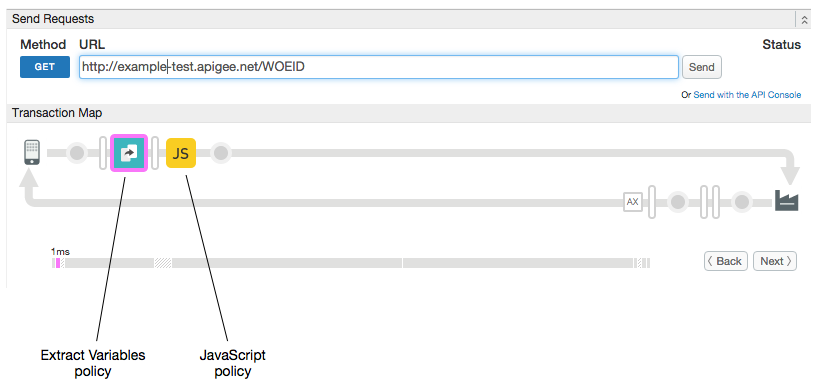 Send Requests
Method URL Status
GET http://example-test.apigee.net/WOEID Send
Or Send with the API Console
Transaction Map
JS
AX
1ms
Back Next
Extract Variables
policy
JavaScript
policy